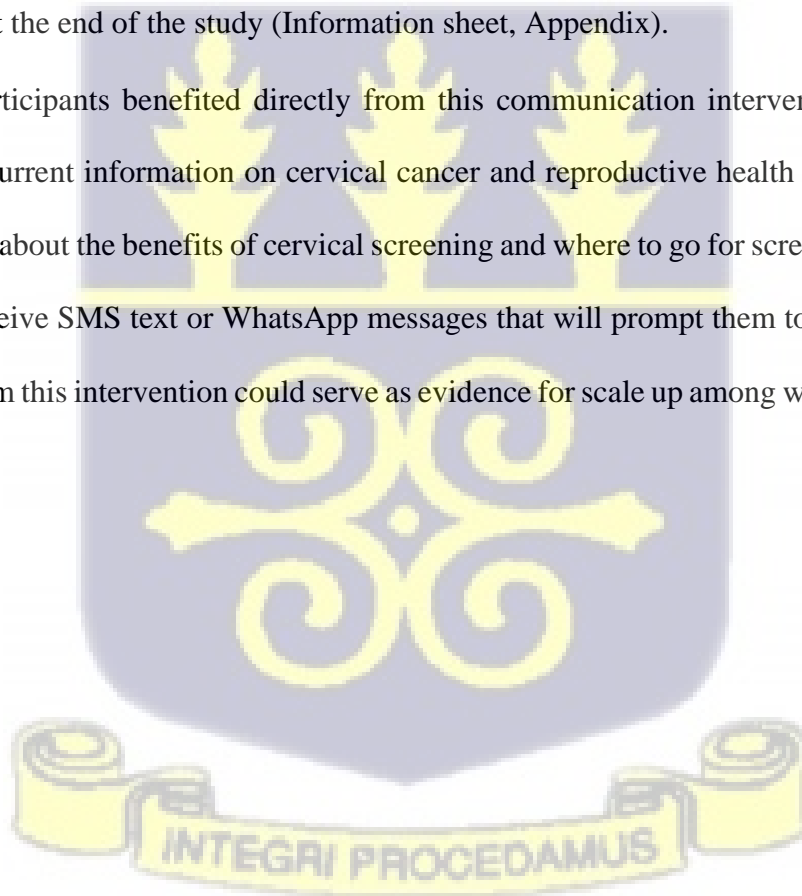 t the end of the study (Information sheet, Appendix).
rticipants benefited directly from this communication interven
urrent information on cervical cancer and reproductive health
about the benefits of cervical screening and where to go for scre
eive SMS text or WhatsApp messages that will prompt them to
m this intervention could serve as evidence for scale up among w
INTEGRI PROCEDAMUS